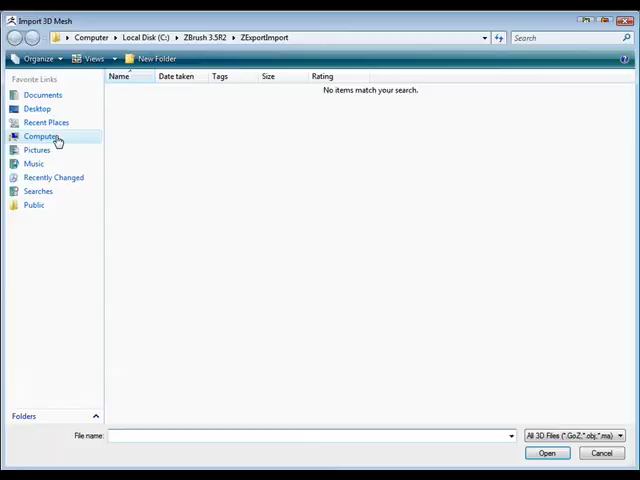 Import 3D Mesh
Computer Local Disk (C:) ZBrush 3.5R2 ZExportImport Search
Organize Views New Folder
Favorite Links
Name Date taken Tags Size Rating
No items match your search.
Documents
Desktop
Recent Places
Computer
Pictures
Music
Recently Changed
Searches
Public
Folders
File name: All 3D Files (*.GoZ;*.obj;*.ma)
Open Cancel